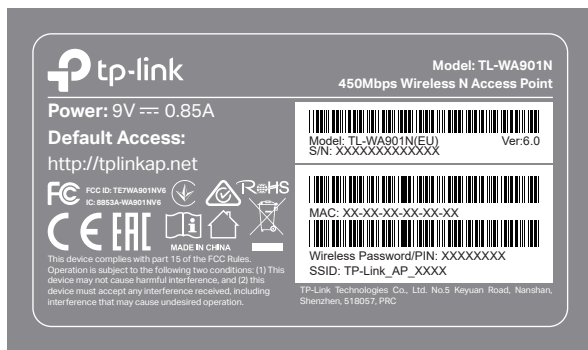 tp-link
Model: TL-WA901N
450Mbps Wireless N Access Point
Power: 9V ⎓ 0.85A
Default Access:
http://tplinkap.net
FCC ID: TE7WA901NV6
IC: 8853A-WA901NV6
RoHS
MADE IN CHINA
This device complies with part 15 of the FCC Rules.
Operation is subject to the following two conditions: (1) This
device may not cause harmful interference, and (2) this
device must accept any interference received, including
interference that may cause undesired operation.
Model: TL-WA901N(EU) Ver:6.0
S/N: XXXXXXXXXXXXX
MAC: XX-XX-XX-XX-XX-XX
Wireless Password/PIN: XXXXXXXX
SSID: TP-Link_AP_XXXX
TP-Link Technologies Co., Ltd. No.5 Keyuan Road, Nanshan,
Shenzhen, 518057, PRC